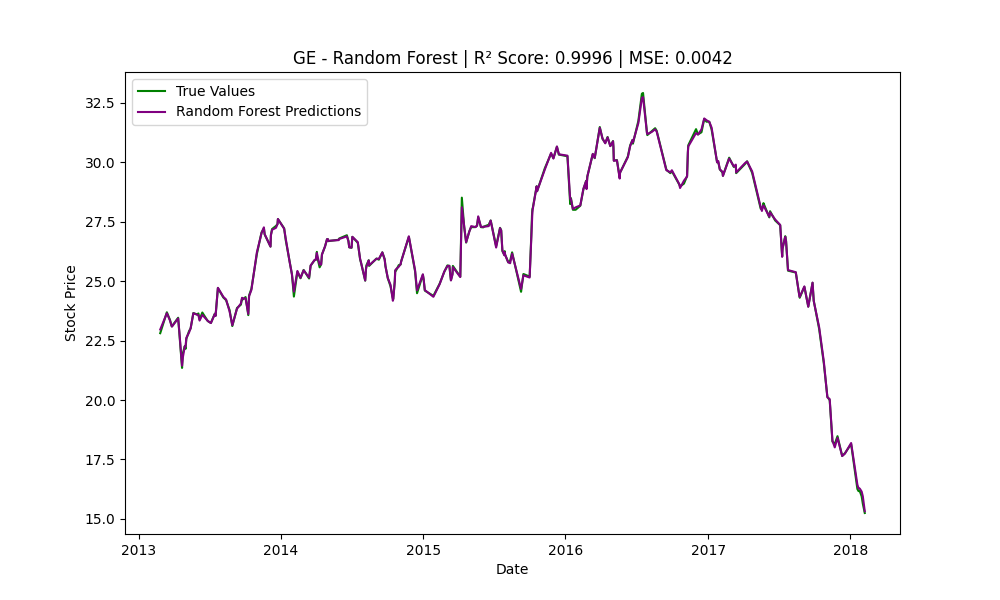 GE - Random Forest | R² Score: 0.9996 | MSE: 0.0042
True Values
Random Forest Predictions
Stock Price
32.5
30.0
27.5
25.0
22.5
20.0
17.5
15.0
2013 2014 2015 2016 2017 2018
Date